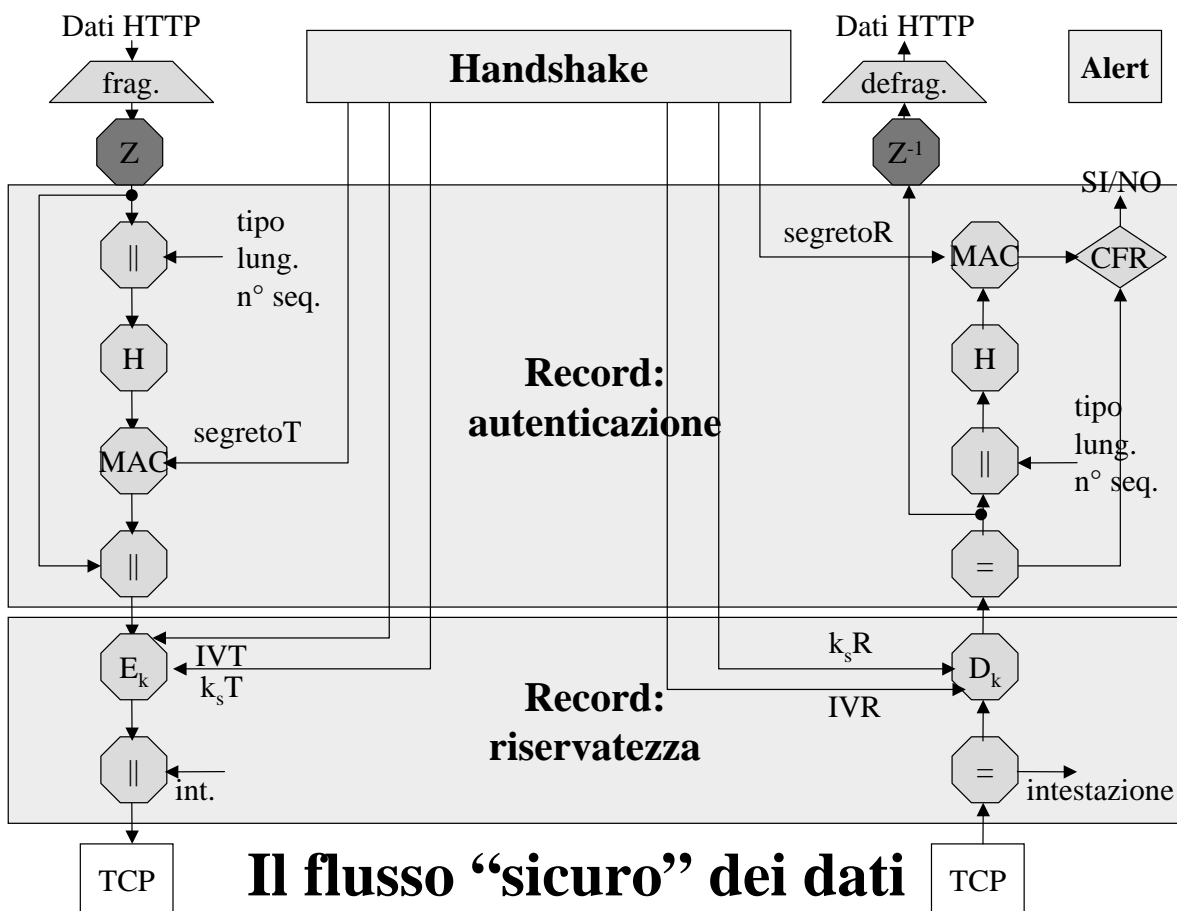 Dati HTTP
Handshake
Dati HTTP
Alert
frag.
defrag.
Z
Z-1
SI/NO
||
tipo
lung.
n° seq.
segretoR
MAC
CFR
H
H
Record:
autenticazione
tipo
lung.
n° seq.
segretoT
MAC
||
||
=
Ek
IVT
ksT
ksR
Dk
IVR
Record:
riservatezza
||
int.
=
intestazione
TCP
Il flusso “sicuro” dei dati
TCP